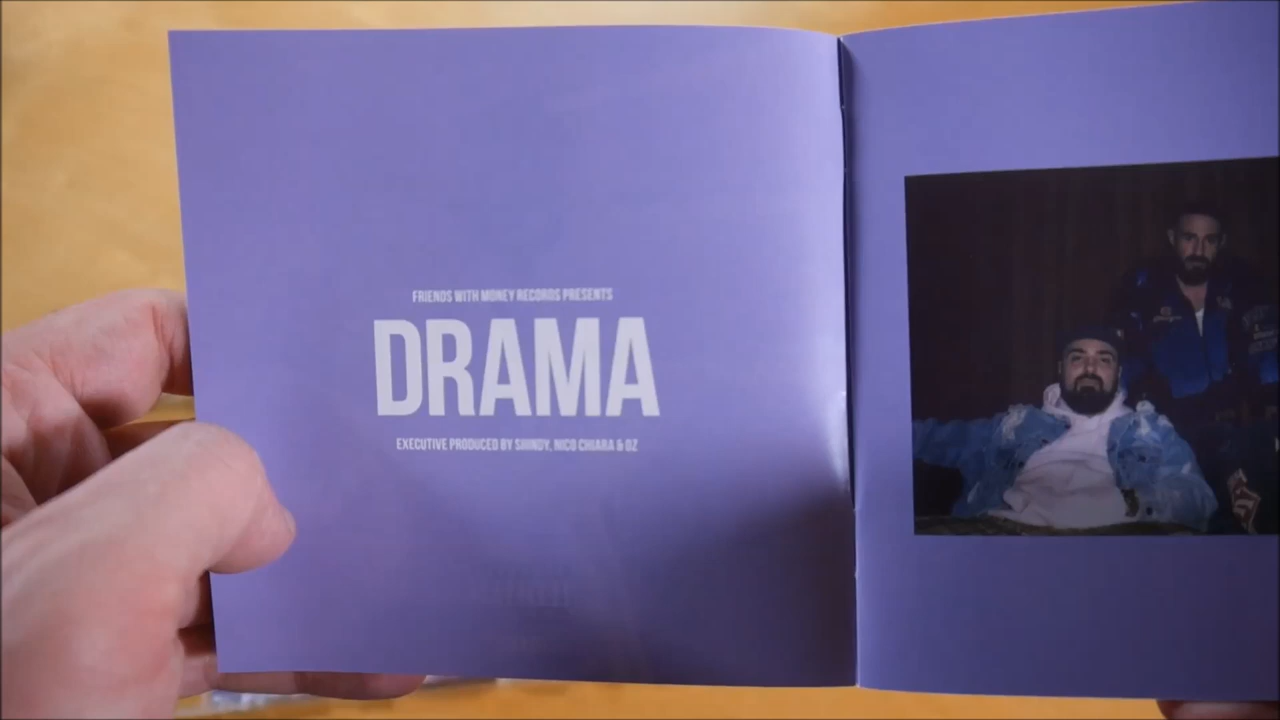 FRIENDS WITH MONEY RECORDS PRESENTS
DRAMA
EXECUTIVE PRODUCED BY SHINDY, NICO CHIARA & OZ